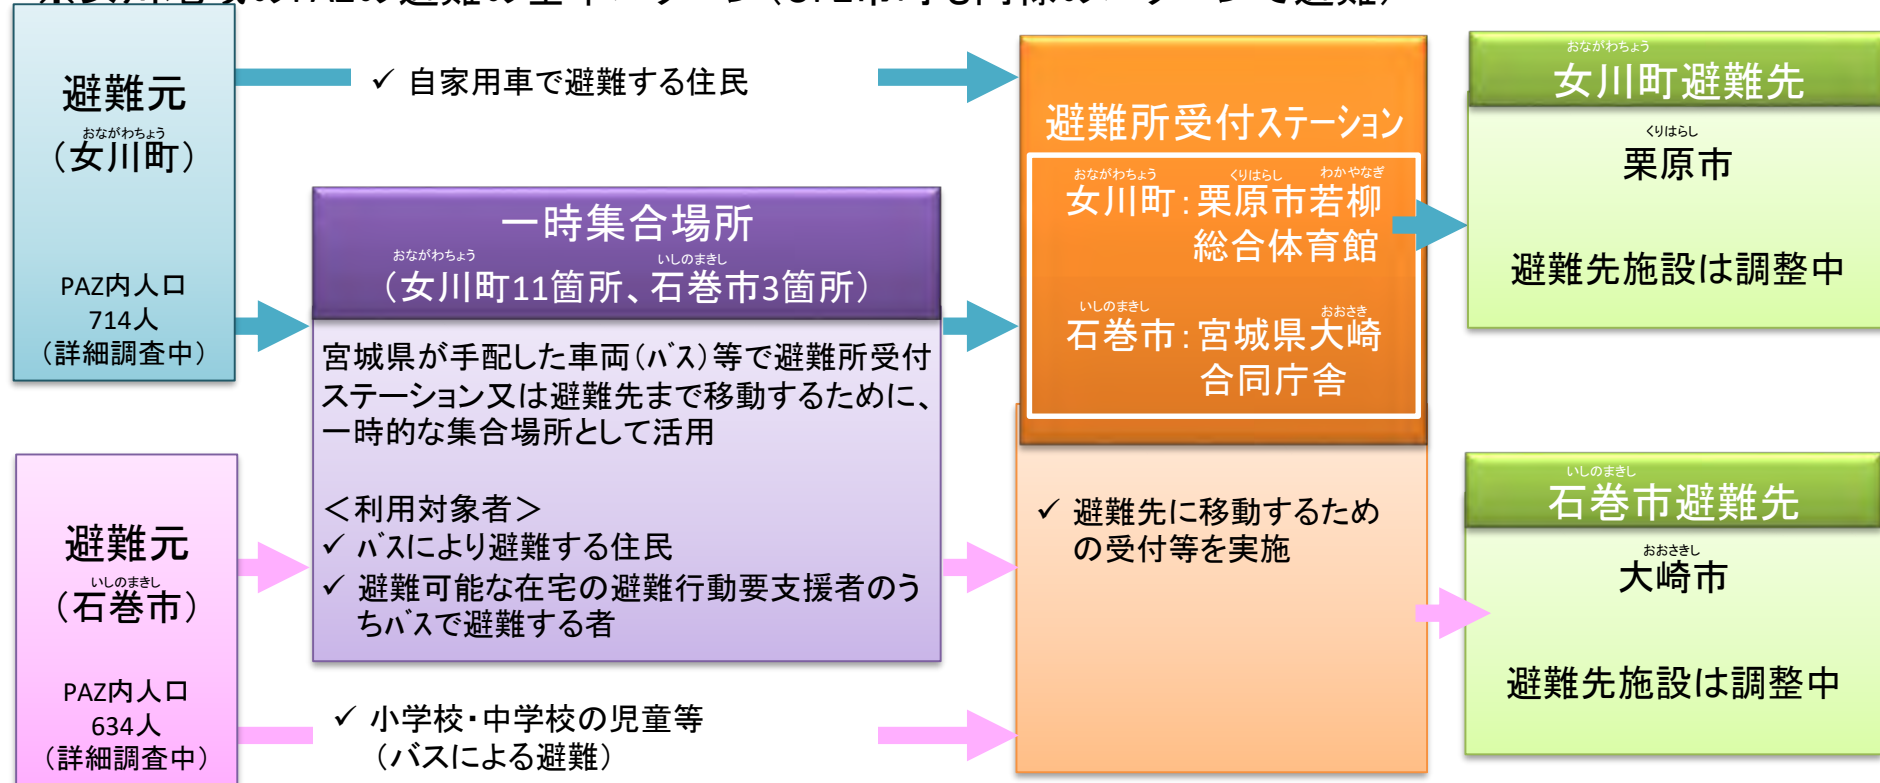 避難元
おながわちょう
(女川町)
PAZ内人口
714人
(詳細調査中)
✓ 自家用車で避難する住民
一時集合場所
おながわちょう いしのまきし
(女川町11箇所、石巻市3箇所)
宮城県が手配した車両(バス)等で避難所受付
ステーション又は避難先まで移動するために、
一時的な集合場所として活用
<利用対象者>
✓ バスにより避難する住民
✓ 避難可能な在宅の避難行動要支援者のう
ちバスで避難する者
避難元
いしのまきし
(石巻市)
PAZ内人口
634人
(詳細調査中)
✓ 小学校・中学校の児童等
(バスによる避難)
避難所受付ステーション
おながわちょう くりはらし わかやなぎ
女川町:栗原市若柳
総合体育館
いしのまきし おおさき
石巻市:宮城県大崎
合同庁舎
✓ 避難先に移動するため
の受付等を実施
おながわちょう
女川町避難先
くりはらし
栗原市
避難先施設は調整中
いしのまきし
石巻市避難先
おおさきし
大崎市
避難先施設は調整中